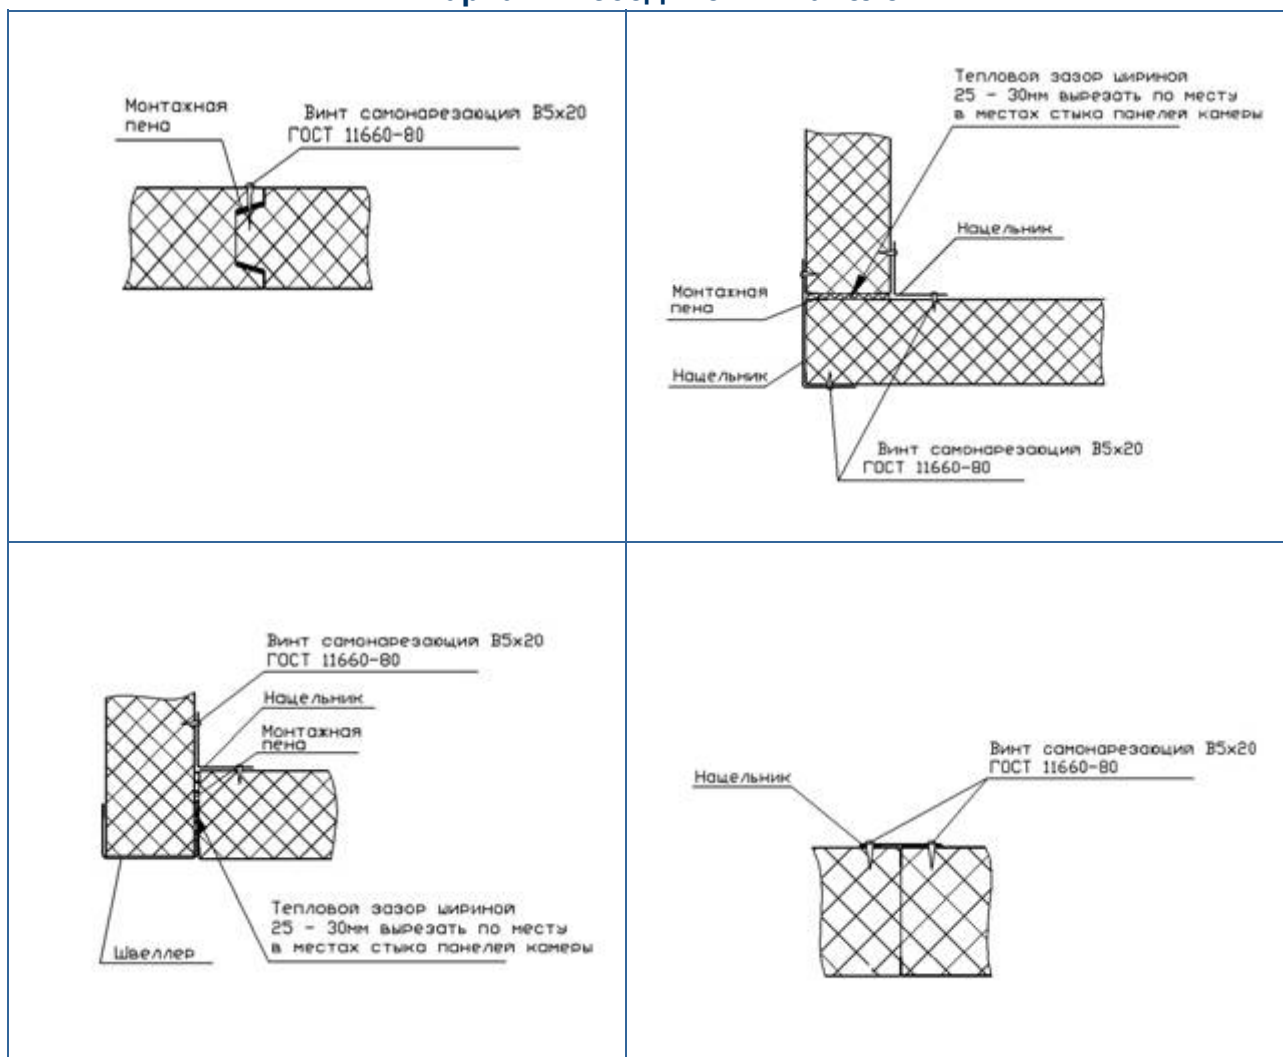 Монтажная
пена
Винт самонарезающий В5х20
ГОСТ 11660-80
Тепловой зазор шириной
25 - 30мм вырезать по месту
в местах стыка панелей камеры
Нащельник
Монтажная
пена
Нащельник
Винт самонарезающий В5х20
ГОСТ 11660-80
Винт самонарезающий В5х20
ГОСТ 11660-80
Нащельник
Монтажная
пена
Тепловой зазор шириной
25 - 30мм вырезать по месту
в местах стыка панелей камеры
Швеллер
Винт самонарезающий В5х20
ГОСТ 11660-80
Нащельник